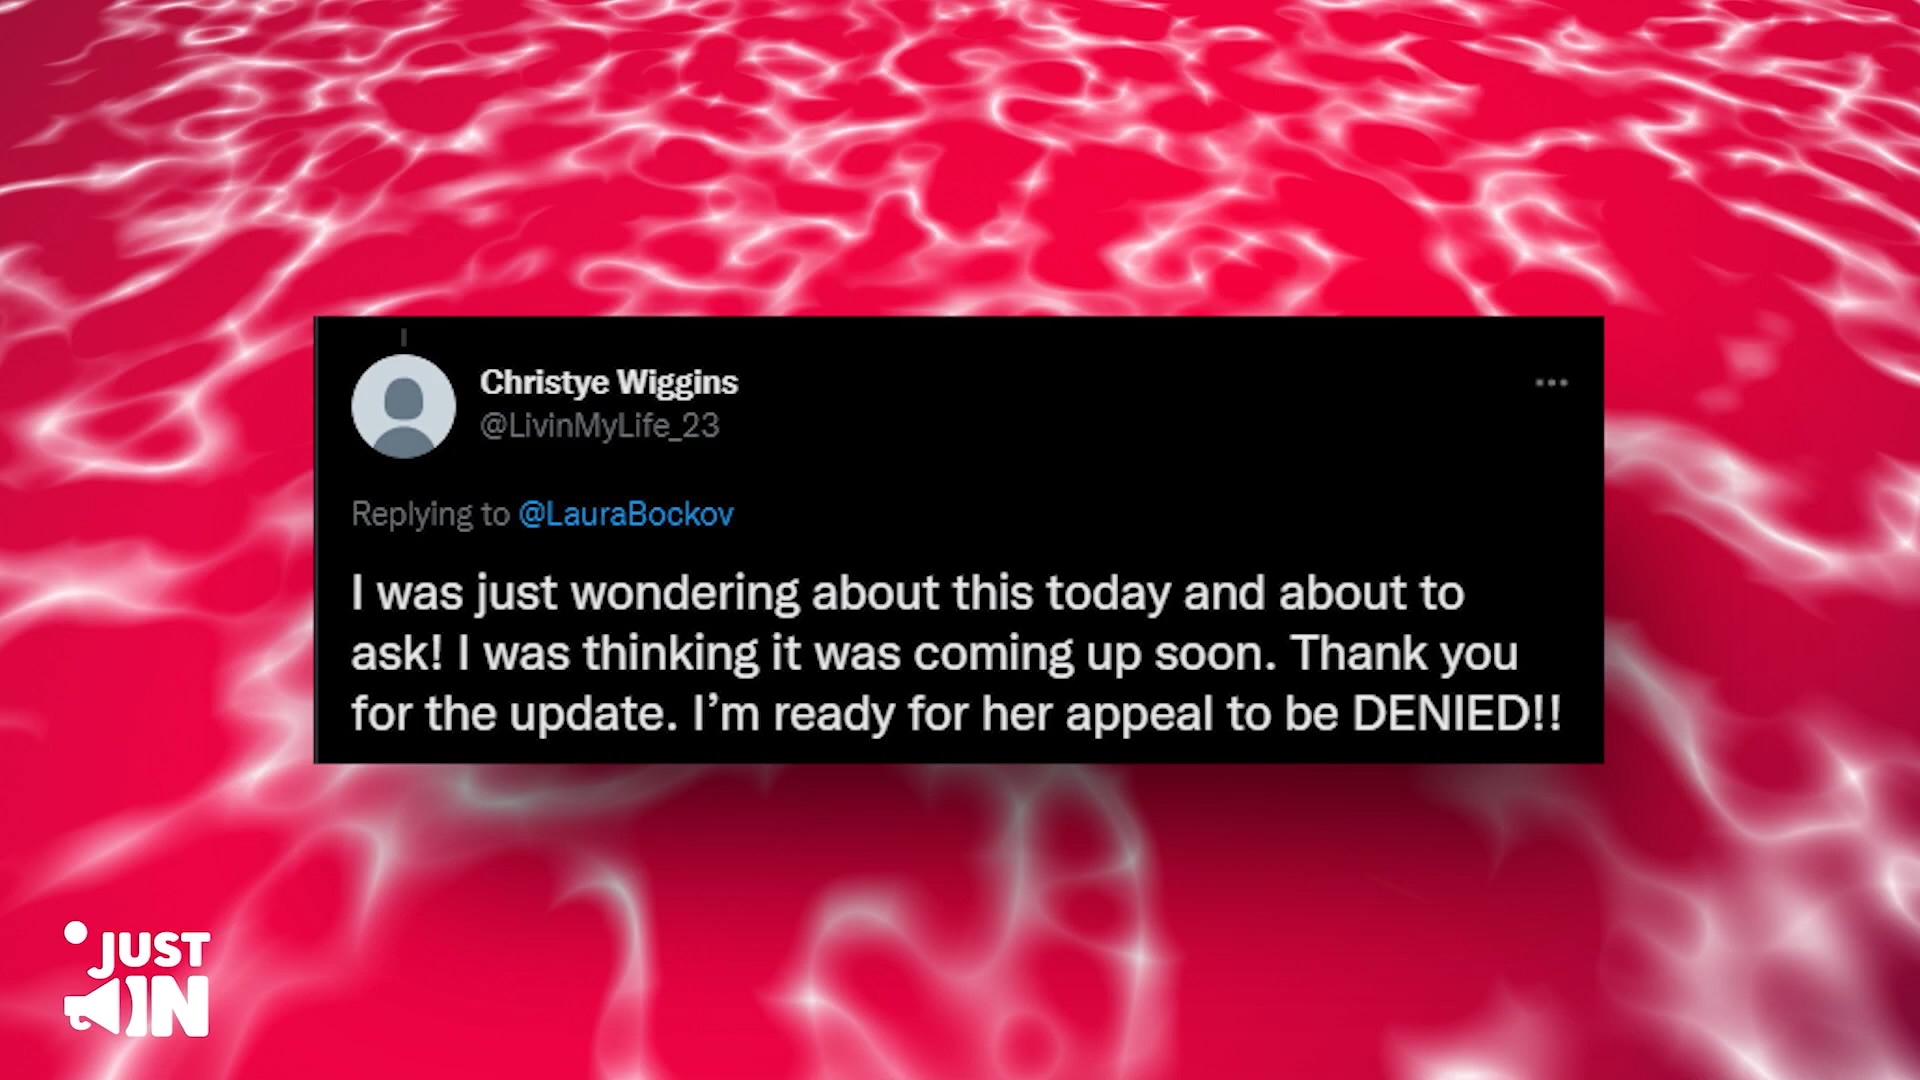 Christye Wiggins
@LivinMyLife_23
Replying to @LauraBockov
I was just wondering about this today and about to
ask! I was thinking it was coming up soon. Thank you
for the update. I’m ready for her appeal to be DENIED!!
JUST
IN